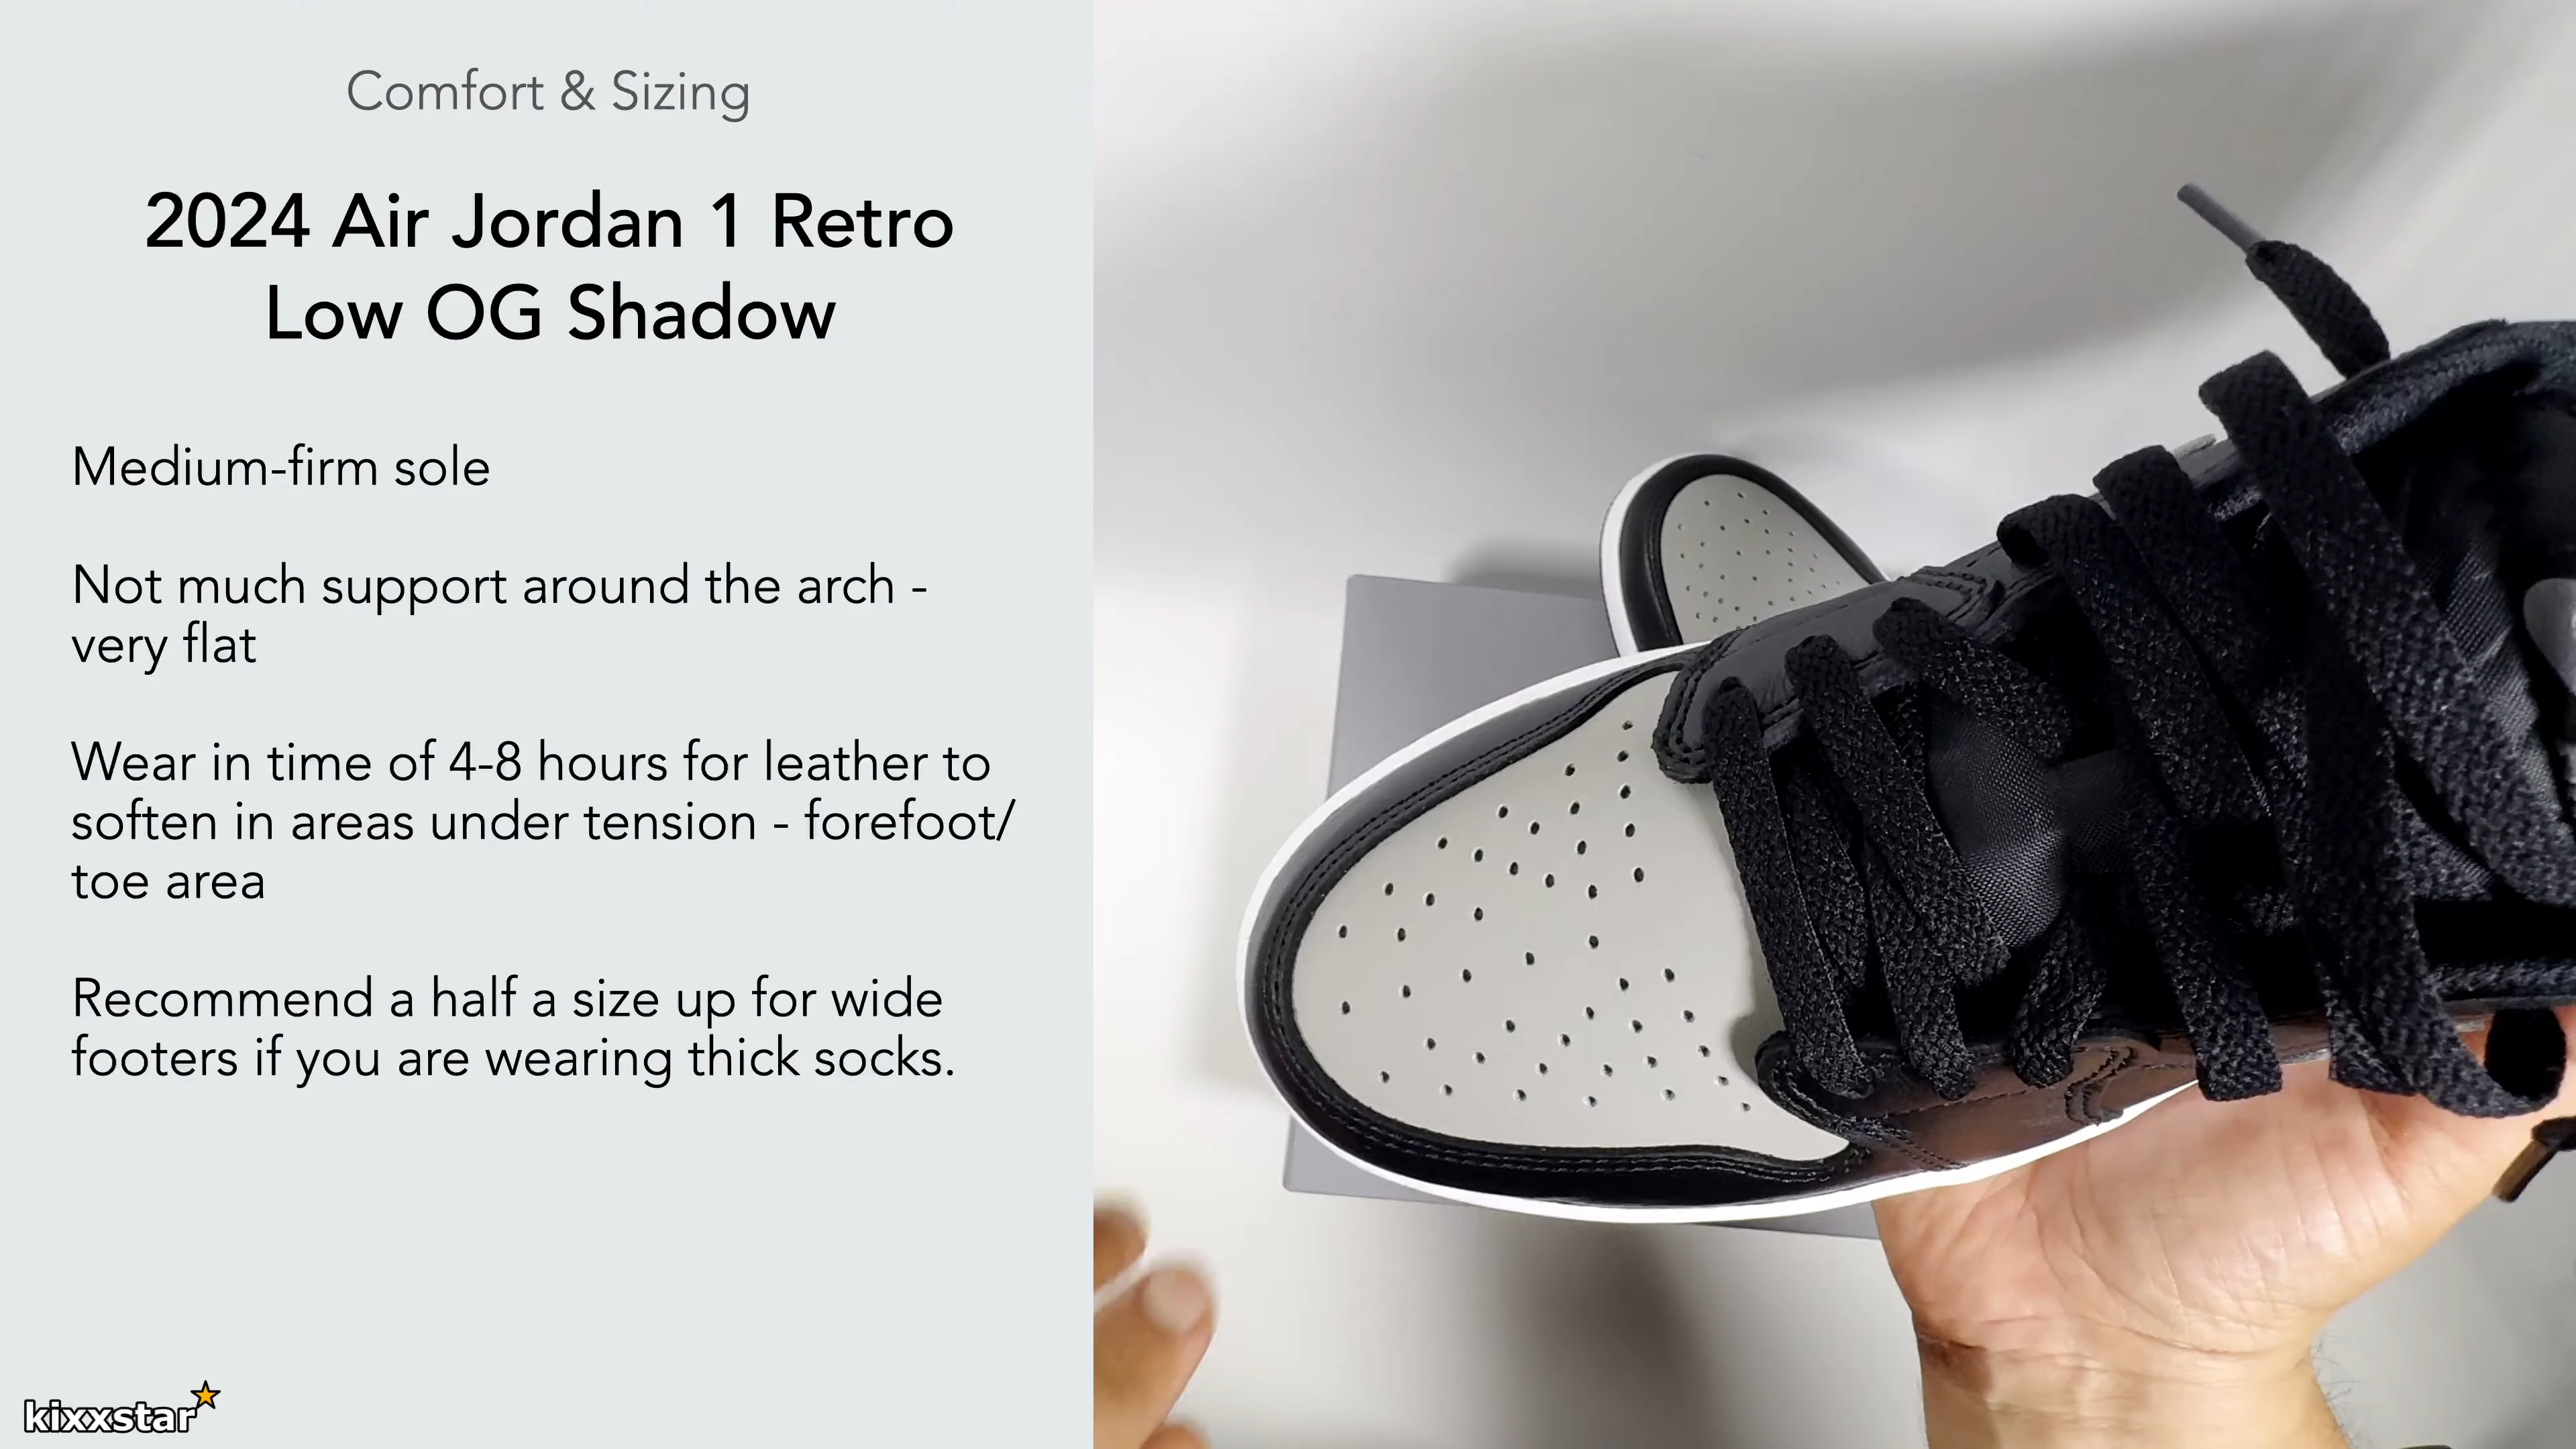 Comfort & Sizing
2024 Air Jordan 1 Retro
Low OG Shadow
Medium-firm sole
Not much support around the arch -
very flat
Wear in time of 4-8 hours for leather to
soften in areas under tension - forefoot/
toe area
Recommend a half a size up for wide
footers if you are wearing thick socks.
kixxstar